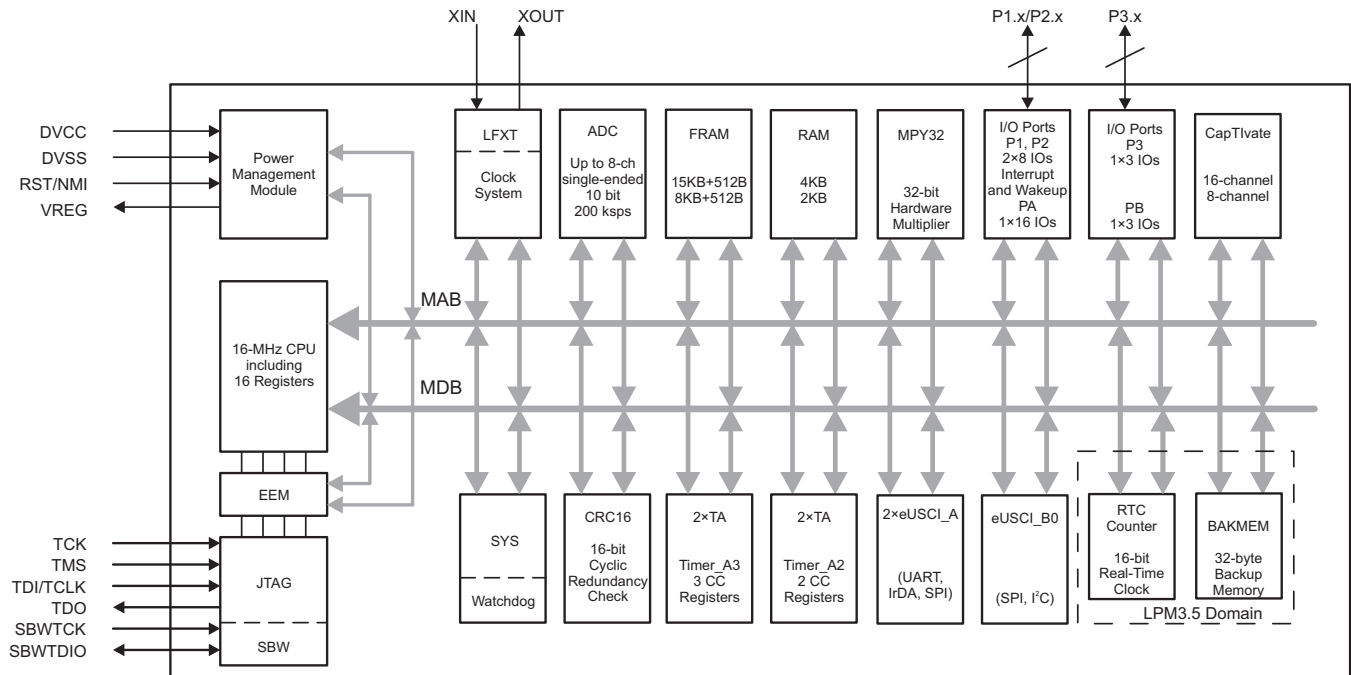 XIN
XOUT
P1.x/P2.x
P3.x
DVCC
DVSS
RST/NMI
VREG
Power
Management
Module
LFXT
Clock
System
ADC
Up to 8-ch
single-ended
10 bit
200 ksps
FRAM
15KB+512B
8KB+512B
RAM
4KB
2KB
MPY32
32-bit
Hardware
Multiplier
I/O Ports
P1, P2
2×8 IOs
Interrupt
and Wakeup
PA
1×16 IOs
I/O Ports
P3
1×3 IOs
PB
1×3 IOs
CapTIvate
16-channel
8-channel
MAB
16-MHz CPU
including
16 Registers
MDB
EEM
TCK
TMS
TDI/TCLK
TDO
SBWTCK
SBWTDIO
JTAG
SBW
SYS
Watchdog
CRC16
16-bit
Cyclic
Redundancy
Check
2×TA
Timer_A3
3 CC
Registers
2×TA
Timer_A2
2 CC
Registers
2×eUSCI_A
(UART,
IrDA, SPI)
eUSCI_B0
(SPI, I²C)
RTC
Counter
16-bit
Real-Time
Clock
BAKMEM
32-byte
Backup
Memory
LPM3.5 Domain